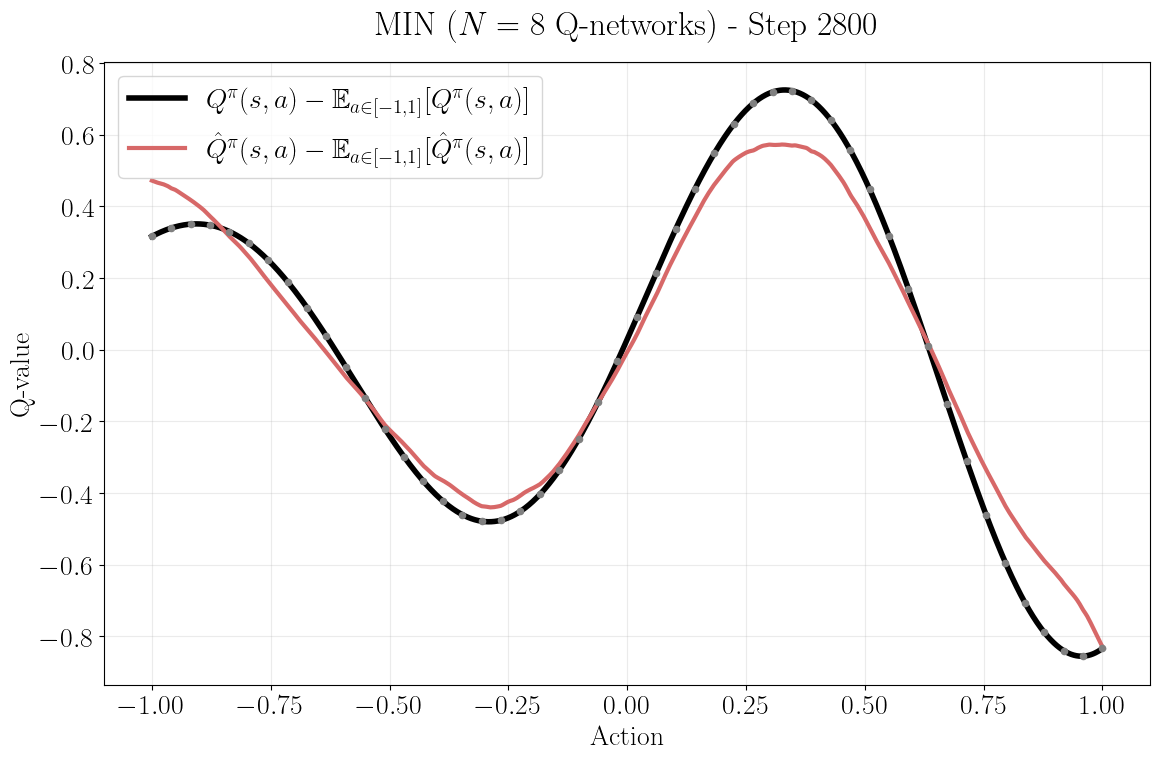 MIN (N = 8 Q-networks) - Step 2800
Q^π(s, a) − 𝔼_{a∈[−1,1]}[Q^π(s, a)]
Q̂^π(s, a) − 𝔼_{a∈[−1,1]}[Q̂^π(s, a)]
0.8
0.6
0.4
0.2
0.0
−0.2
−0.4
−0.6
−0.8
Q-value
−1.00 −0.75 −0.50 −0.25 0.00 0.25 0.50 0.75 1.00
Action